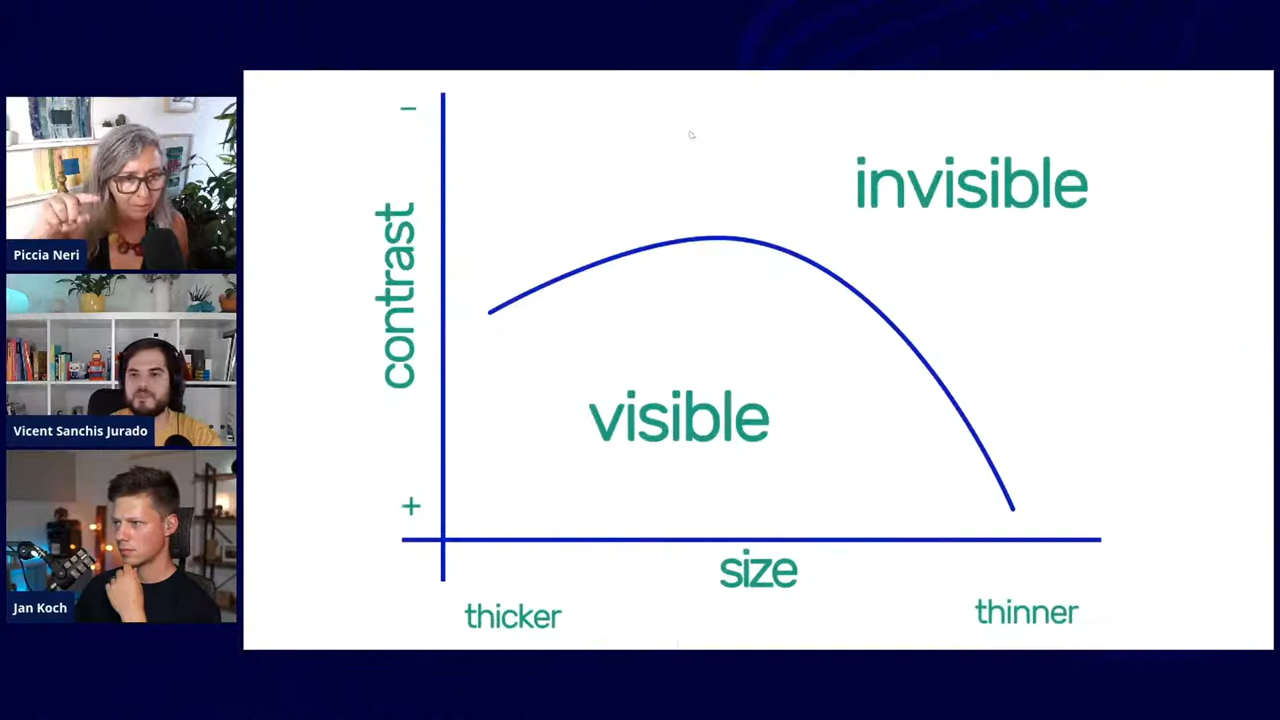 Piccia Neri
Vicent Sanchis Jurado
Jan Koch
−
contrast
+
invisible
visible
size
thicker
thinner